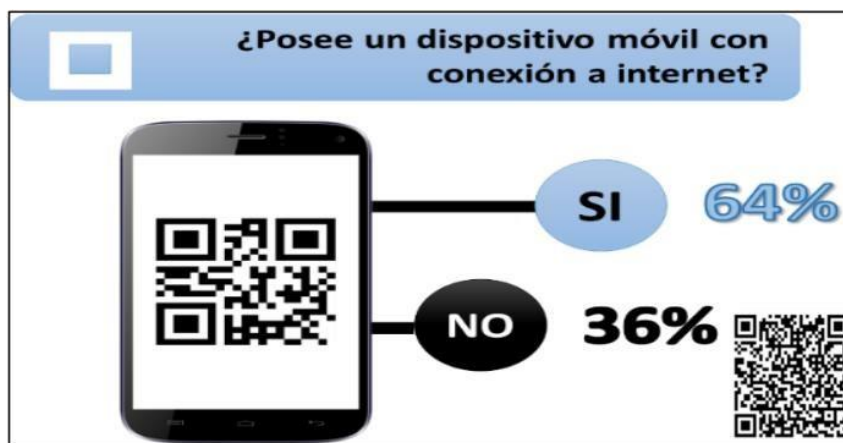 ¿Posee un dispositivo móvil con
conexión a internet?
SI 64%
NO 36%